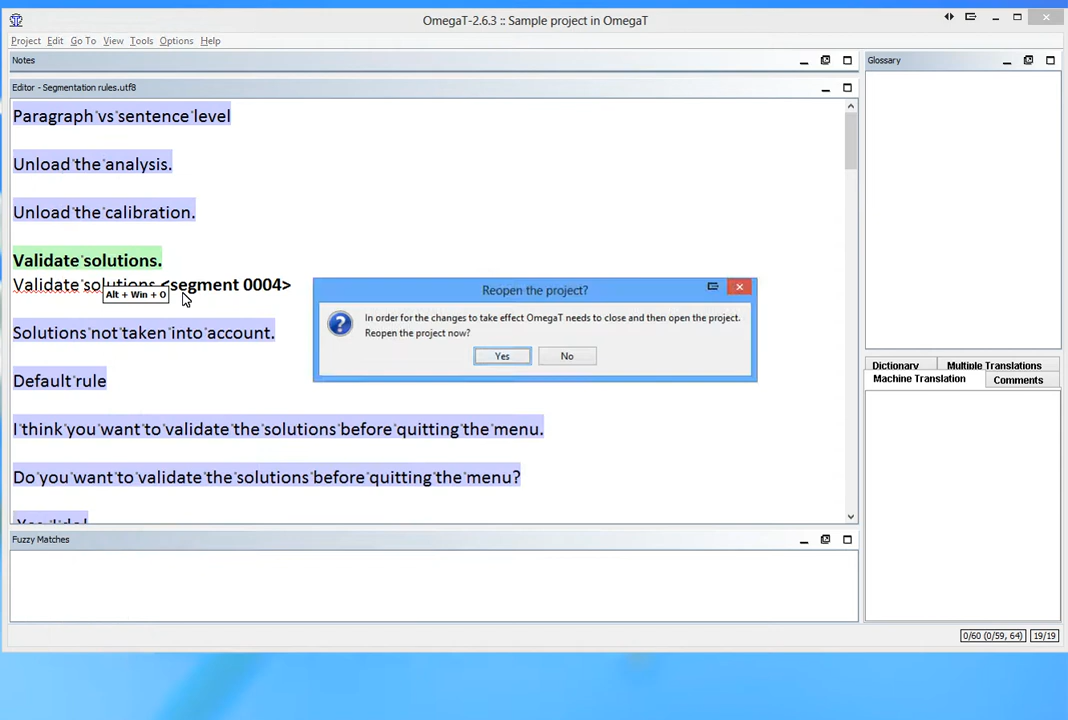 OmegaT-2.6.3 :: Sample project in OmegaT
Project Edit Go To View Tools Options Help
Notes
Glossary
Editor - Segmentation rules.utf8
Paragraph vs sentence level
Unload the analysis.
Unload the calibration.
Validate solutions.
Validate solutions.<segment 0004>
Alt + Win + O
Solutions not taken into account.
Default rule
I think you want to validate the solutions before quitting the menu.
Do you want to validate the solutions before quitting the menu?
Yes I do!
Reopen the project?
In order for the changes to take effect OmegaT needs to close and then open the project.
Reopen the project now?
Yes No
Dictionary Multiple Translations
Machine Translation Comments
Fuzzy Matches
0/60 (0/59, 64) 19/19